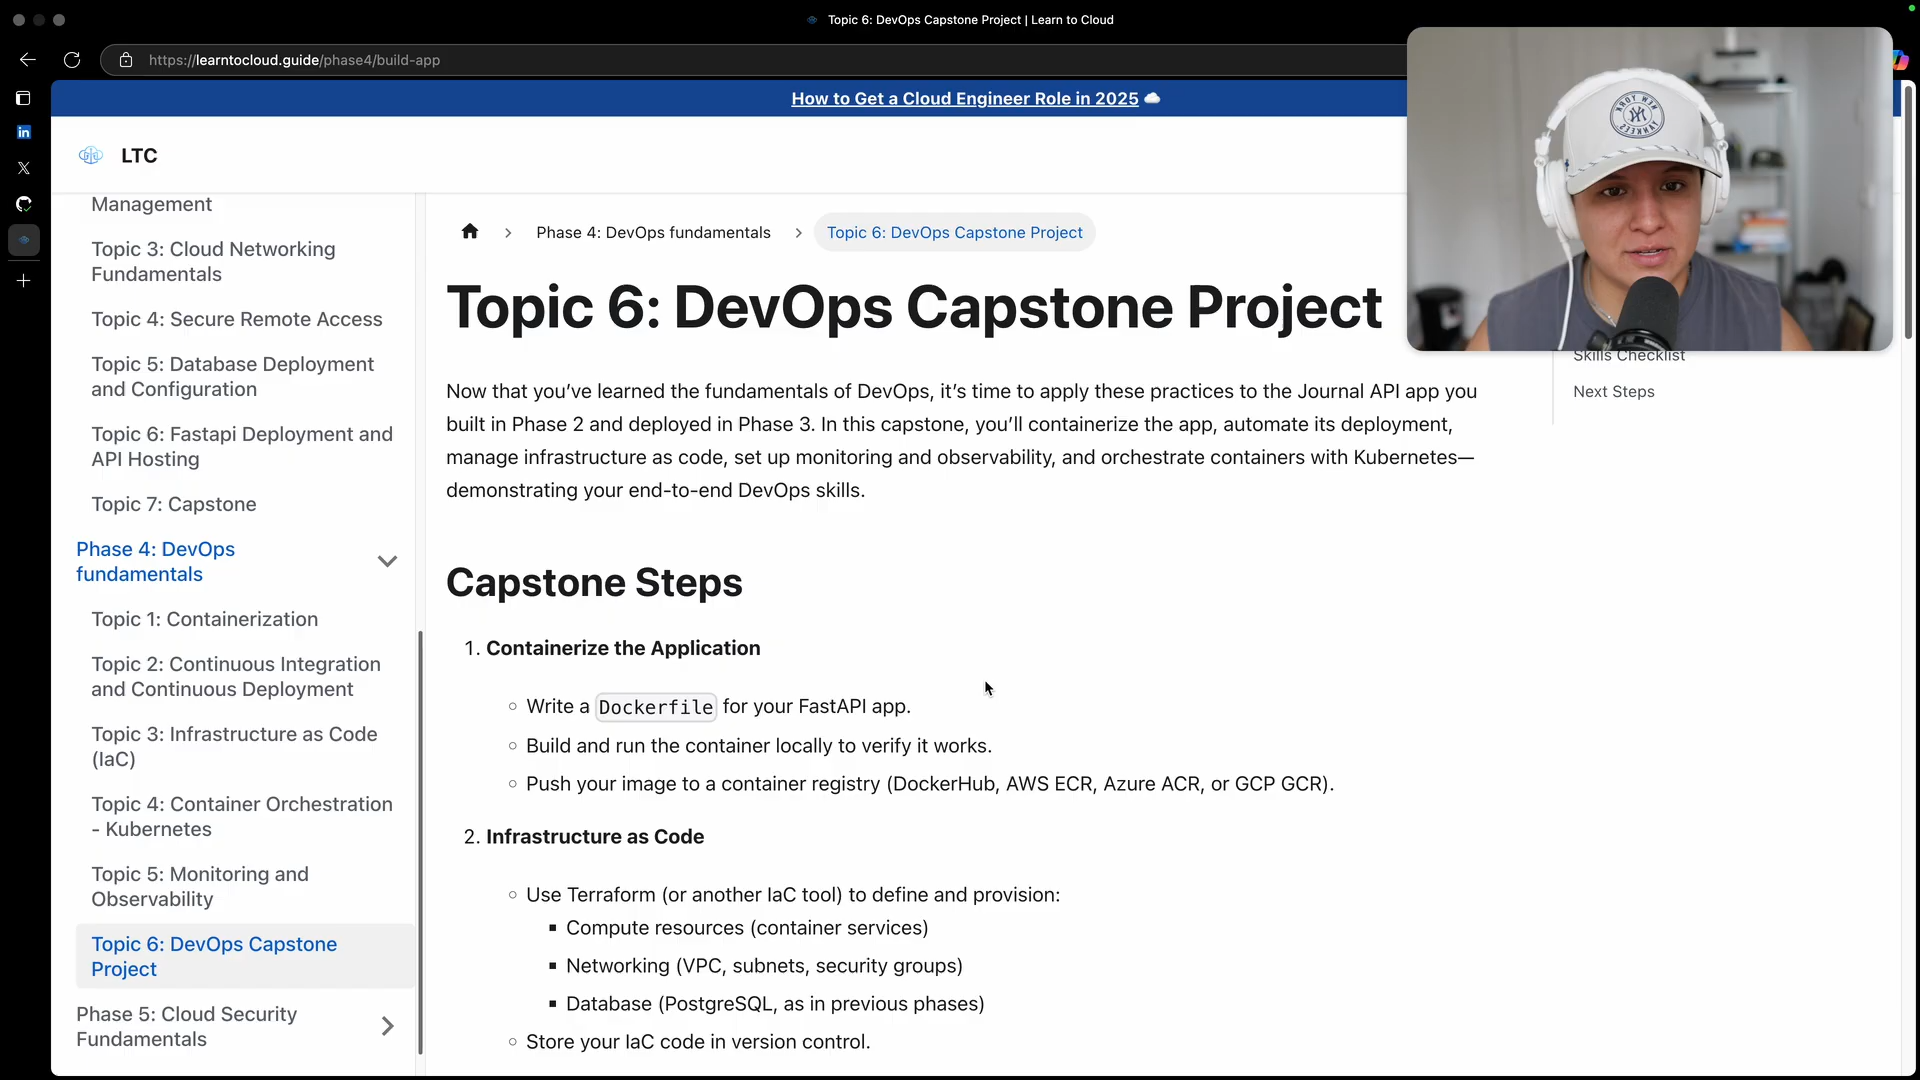 Topic 6: DevOps Capstone Project | Learn to Cloud
https://learntocloud.guide/phase4/build-app
How to Get a Cloud Engineer Role in 2025
LTC
Management
Topic 3: Cloud Networking
Fundamentals
Topic 4: Secure Remote Access
Topic 5: Database Deployment
and Configuration
Topic 6: Fastapi Deployment and
API Hosting
Topic 7: Capstone
Phase 4: DevOps
fundamentals
Topic 1: Containerization
Topic 2: Continuous Integration
and Continuous Deployment
Topic 3: Infrastructure as Code
(IaC)
Topic 4: Container Orchestration
- Kubernetes
Topic 5: Monitoring and
Observability
Topic 6: DevOps Capstone
Project
Phase 5: Cloud Security
Fundamentals
Phase 4: DevOps fundamentals
Topic 6: DevOps Capstone Project
Topic 6: DevOps Capstone Project
Now that you’ve learned the fundamentals of DevOps, it’s time to apply these practices to the Journal API app you
built in Phase 2 and deployed in Phase 3. In this capstone, you’ll containerize the app, automate its deployment,
manage infrastructure as code, set up monitoring and observability, and orchestrate containers with Kubernetes—
demonstrating your end-to-end DevOps skills.
Capstone Steps
1. Containerize the Application
Write a Dockerfile for your FastAPI app.
Build and run the container locally to verify it works.
Push your image to a container registry (DockerHub, AWS ECR, Azure ACR, or GCP GCR).
2. Infrastructure as Code
Use Terraform (or another IaC tool) to define and provision:
Compute resources (container services)
Networking (VPC, subnets, security groups)
Database (PostgreSQL, as in previous phases)
Store your IaC code in version control.
Skills Checklist
Next Steps
NEW YORK
YANKEES
in
X